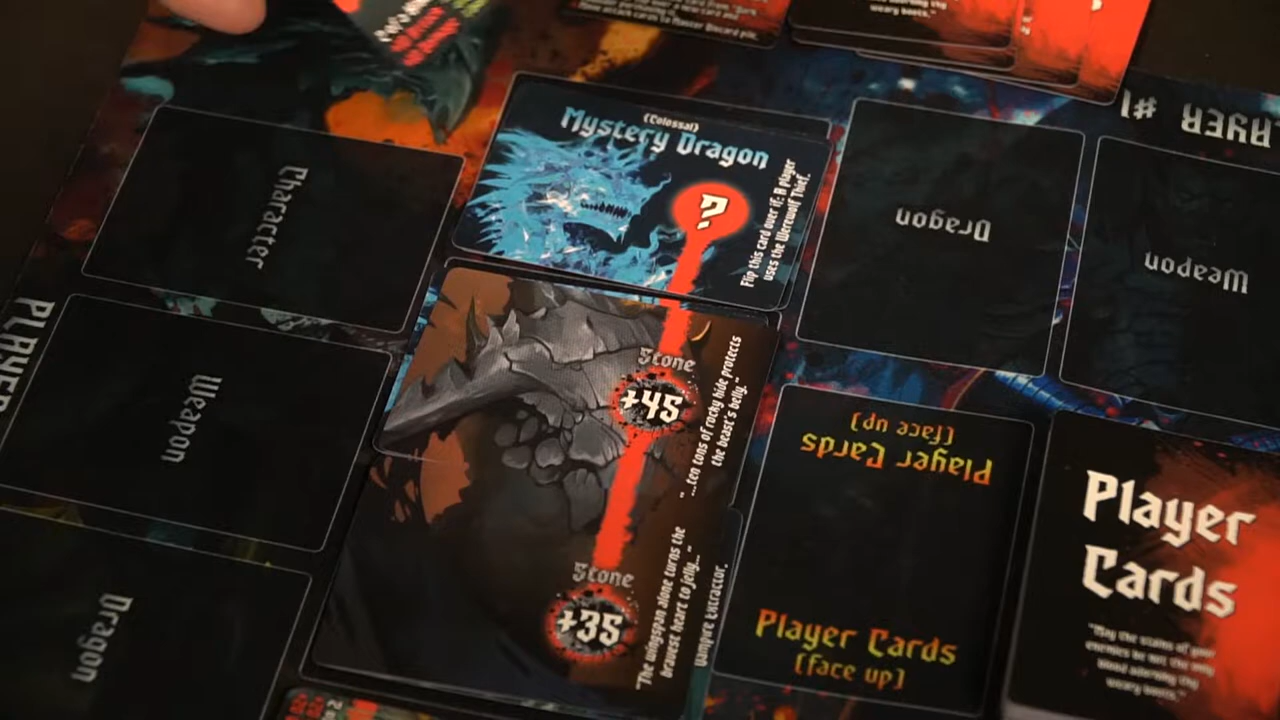 weary boots."
#1
(Colossal)
Mystery Dragon
?
Flip this card over if: A player
uses the Werewolf Thief.
Character
Dragon
Weapon
Weapon
Stone
+45
"...ten tons of rocky hide protects
the beast's belly."
Player Cards
(face up)
Player
Cards
"May the stains of your
enemies be not the only
blood adorning thy
weary boots."
Stone
+35
"The wingspan alone turns the
bravest heart to jelly..."
Vampire Extractor.
Player Cards
(face up)
Dragon